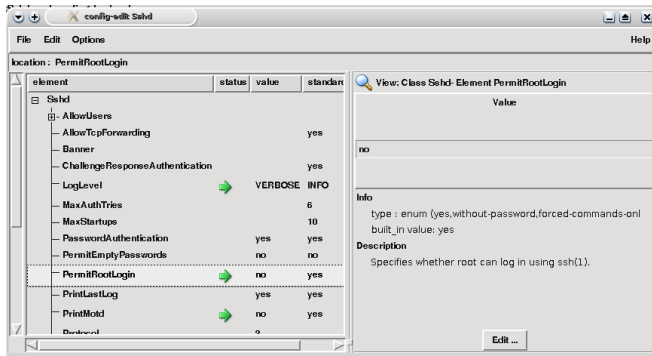 config-edit Sshd
File Edit Options Help
location : PermitRootLogin
element status value standard
Sshd
AllowUsers
AllowTcpForwarding yes
Banner
ChallengeResponseAuthentication yes
LogLevel VERBOSE INFO
MaxAuthTries 6
MaxStartups 10
PasswordAuthentication yes yes
PermitEmptyPasswords no no
PermitRootLogin no yes
PrintLastLog yes yes
PrintMotd no yes
Protocol 2
View: Class Sshd- Element PermitRootLogin
Value
no
Info
type : enum (yes,without-password,forced-commands-onl
built_in value: yes
Description
Specifies whether root can log in using ssh(1).
Edit ...